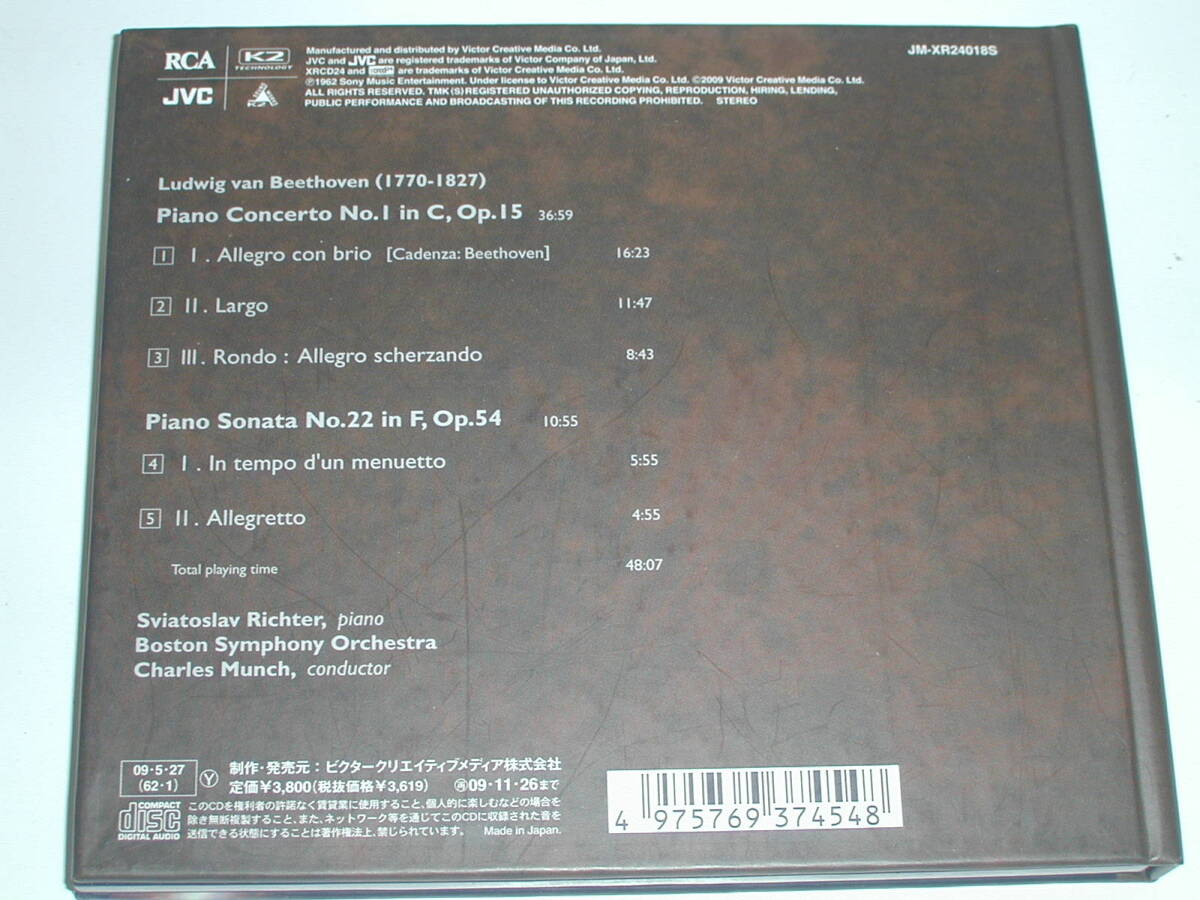 RCA
K2
TECHNOLOGY
JVC
K2
Manufactured and distributed by Victor Creative Media Co. Ltd.
JVC and JVC are registered trademarks of Victor Company of Japan, Ltd.
XRCD24 and are trademarks of Victor Creative Media Co. Ltd.
℗1962 Sony Music Entertainment. Under license to Victor Creative Media Co. Ltd. ©2009 Victor Creative Media Co. Ltd.
ALL RIGHTS RESERVED. TMK(S) REGISTERED UNAUTHORIZED COPYING, REPRODUCTION, HIRING, LENDING,
PUBLIC PERFORMANCE AND BROADCASTING OF THIS RECORDING PROHIBITED. STEREO
JM-XR24018S
Ludwig van Beethoven (1770-1827)
Piano Concerto No.1 in C, Op.15 36:59
1 I. Allegro con brio [Cadenza: Beethoven] 16:23
2 II. Largo 11:47
3 III. Rondo : Allegro scherzando 8:43
Piano Sonata No.22 in F, Op.54 10:55
4 I. In tempo d'un menuetto 5:55
5 II. Allegretto 4:55
Total playing time 48:07
Sviatoslav Richter, piano
Boston Symphony Orchestra
Charles Munch, conductor
09・5・27
(62・1)
Y
制作・発売元：ビクタークリエイティブメディア株式会社
定価¥3,800(税抜価格¥3,619) 再09・11・26まで
COMPACT
disc
DIGITAL AUDIO
このCDを権利者の許諾なく賃貸業に使用すること、個人的に楽しむなどの場合を
除き無断複製すること、また、ネットワーク等を通じてこのCDに収録された音を
送信できる状態にすることは著作権法上、禁じられています。 Made in Japan.
4 975769 374548